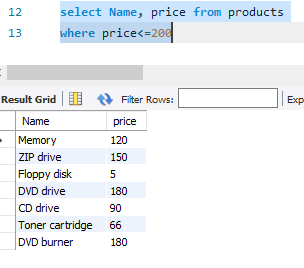 12 select Name, price from products
13 where price<=200
Result Grid Filter Rows: Exp
Name price
Memory 120
ZIP drive 150
Floppy disk 5
DVD drive 180
CD drive 90
Toner cartridge 66
DVD burner 180